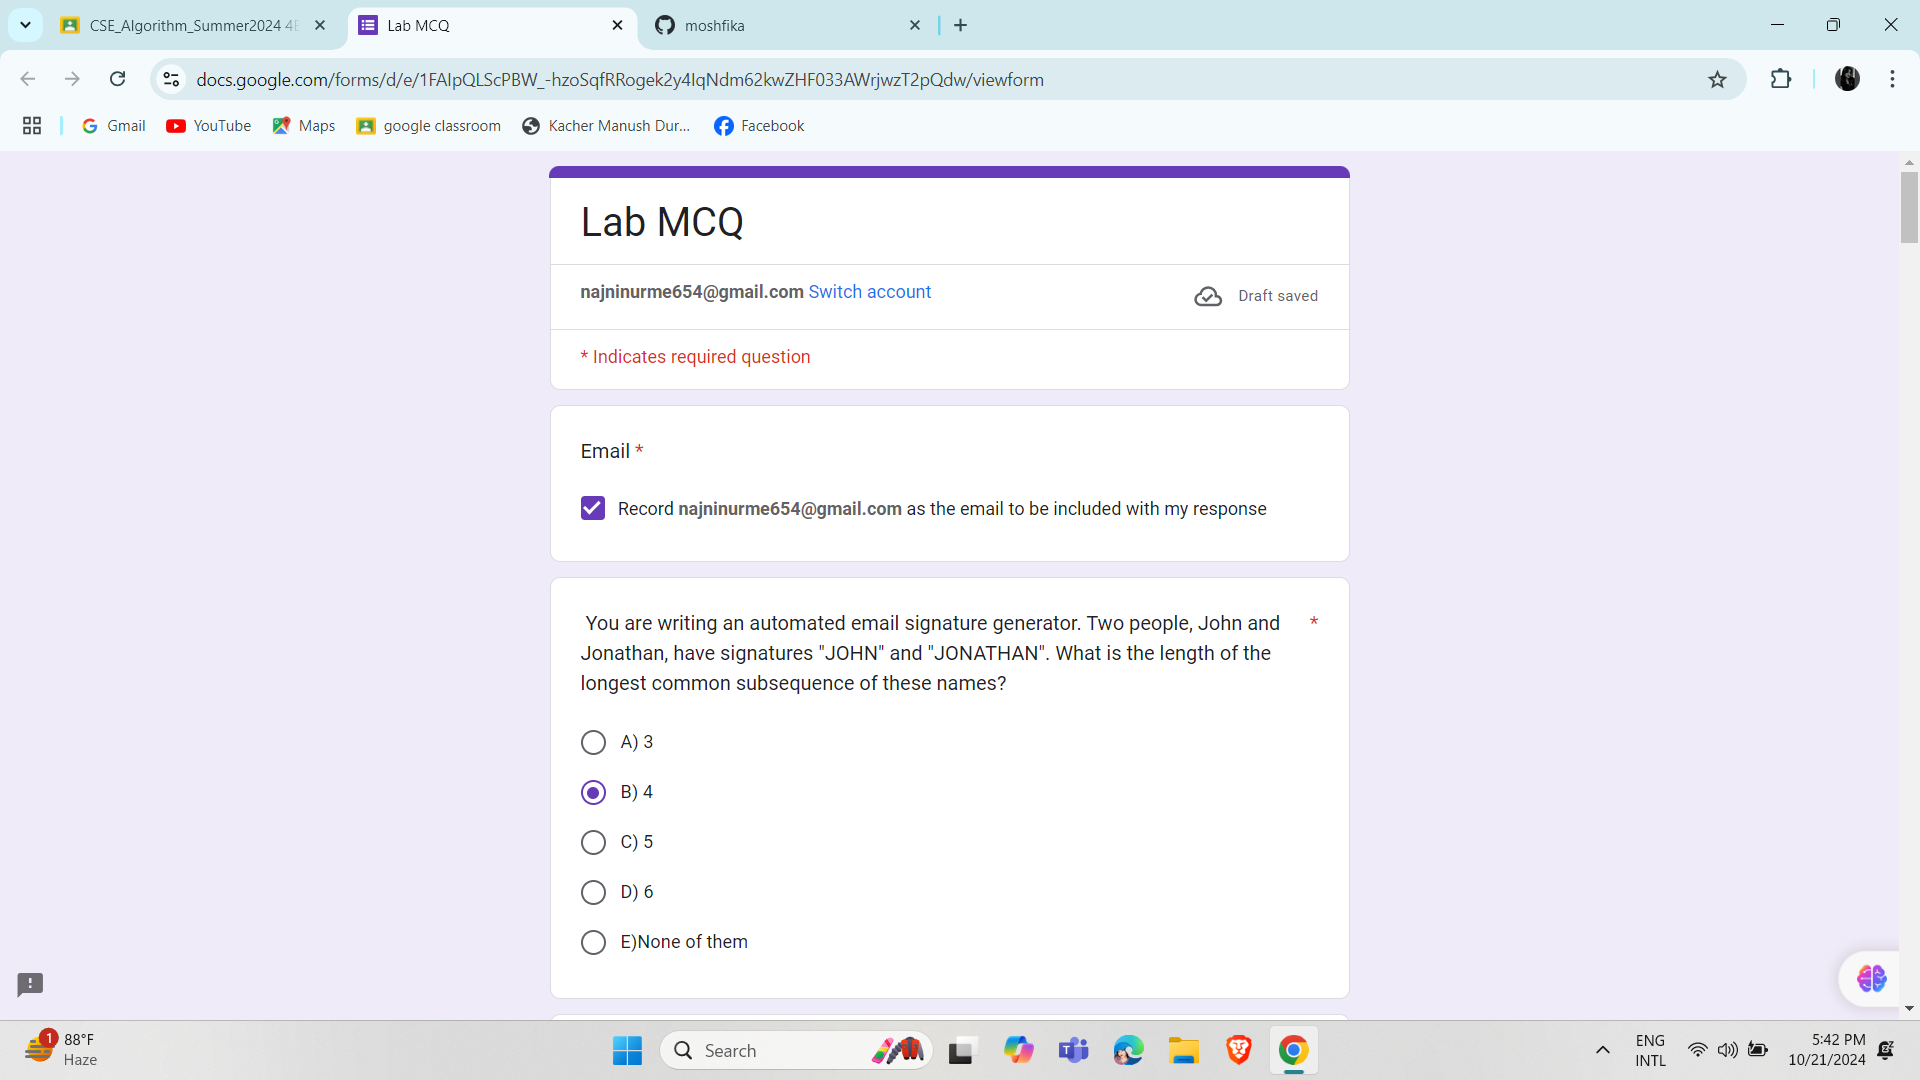 CSE_Algorithm_Summer2024 4E
Lab MCQ
moshfika
docs.google.com/forms/d/e/1FAIpQLScPBW_-hzoSqfRRogek2y4IqNdm62kwZHF033AWrjwzT2pQdw/viewform
Gmail
YouTube
Maps
google classroom
Kacher Manush Dur...
Facebook
Lab MCQ
najninurme654@gmail.com Switch account
Draft saved
* Indicates required question
Email *
Record najninurme654@gmail.com as the email to be included with my response
You are writing an automated email signature generator. Two people, John and *
Jonathan, have signatures "JOHN" and "JONATHAN". What is the length of the
longest common subsequence of these names?
A) 3
B) 4
C) 5
D) 6
E)None of them
1
88°F
Haze
Search
ENG
INTL
5:42 PM
10/21/2024